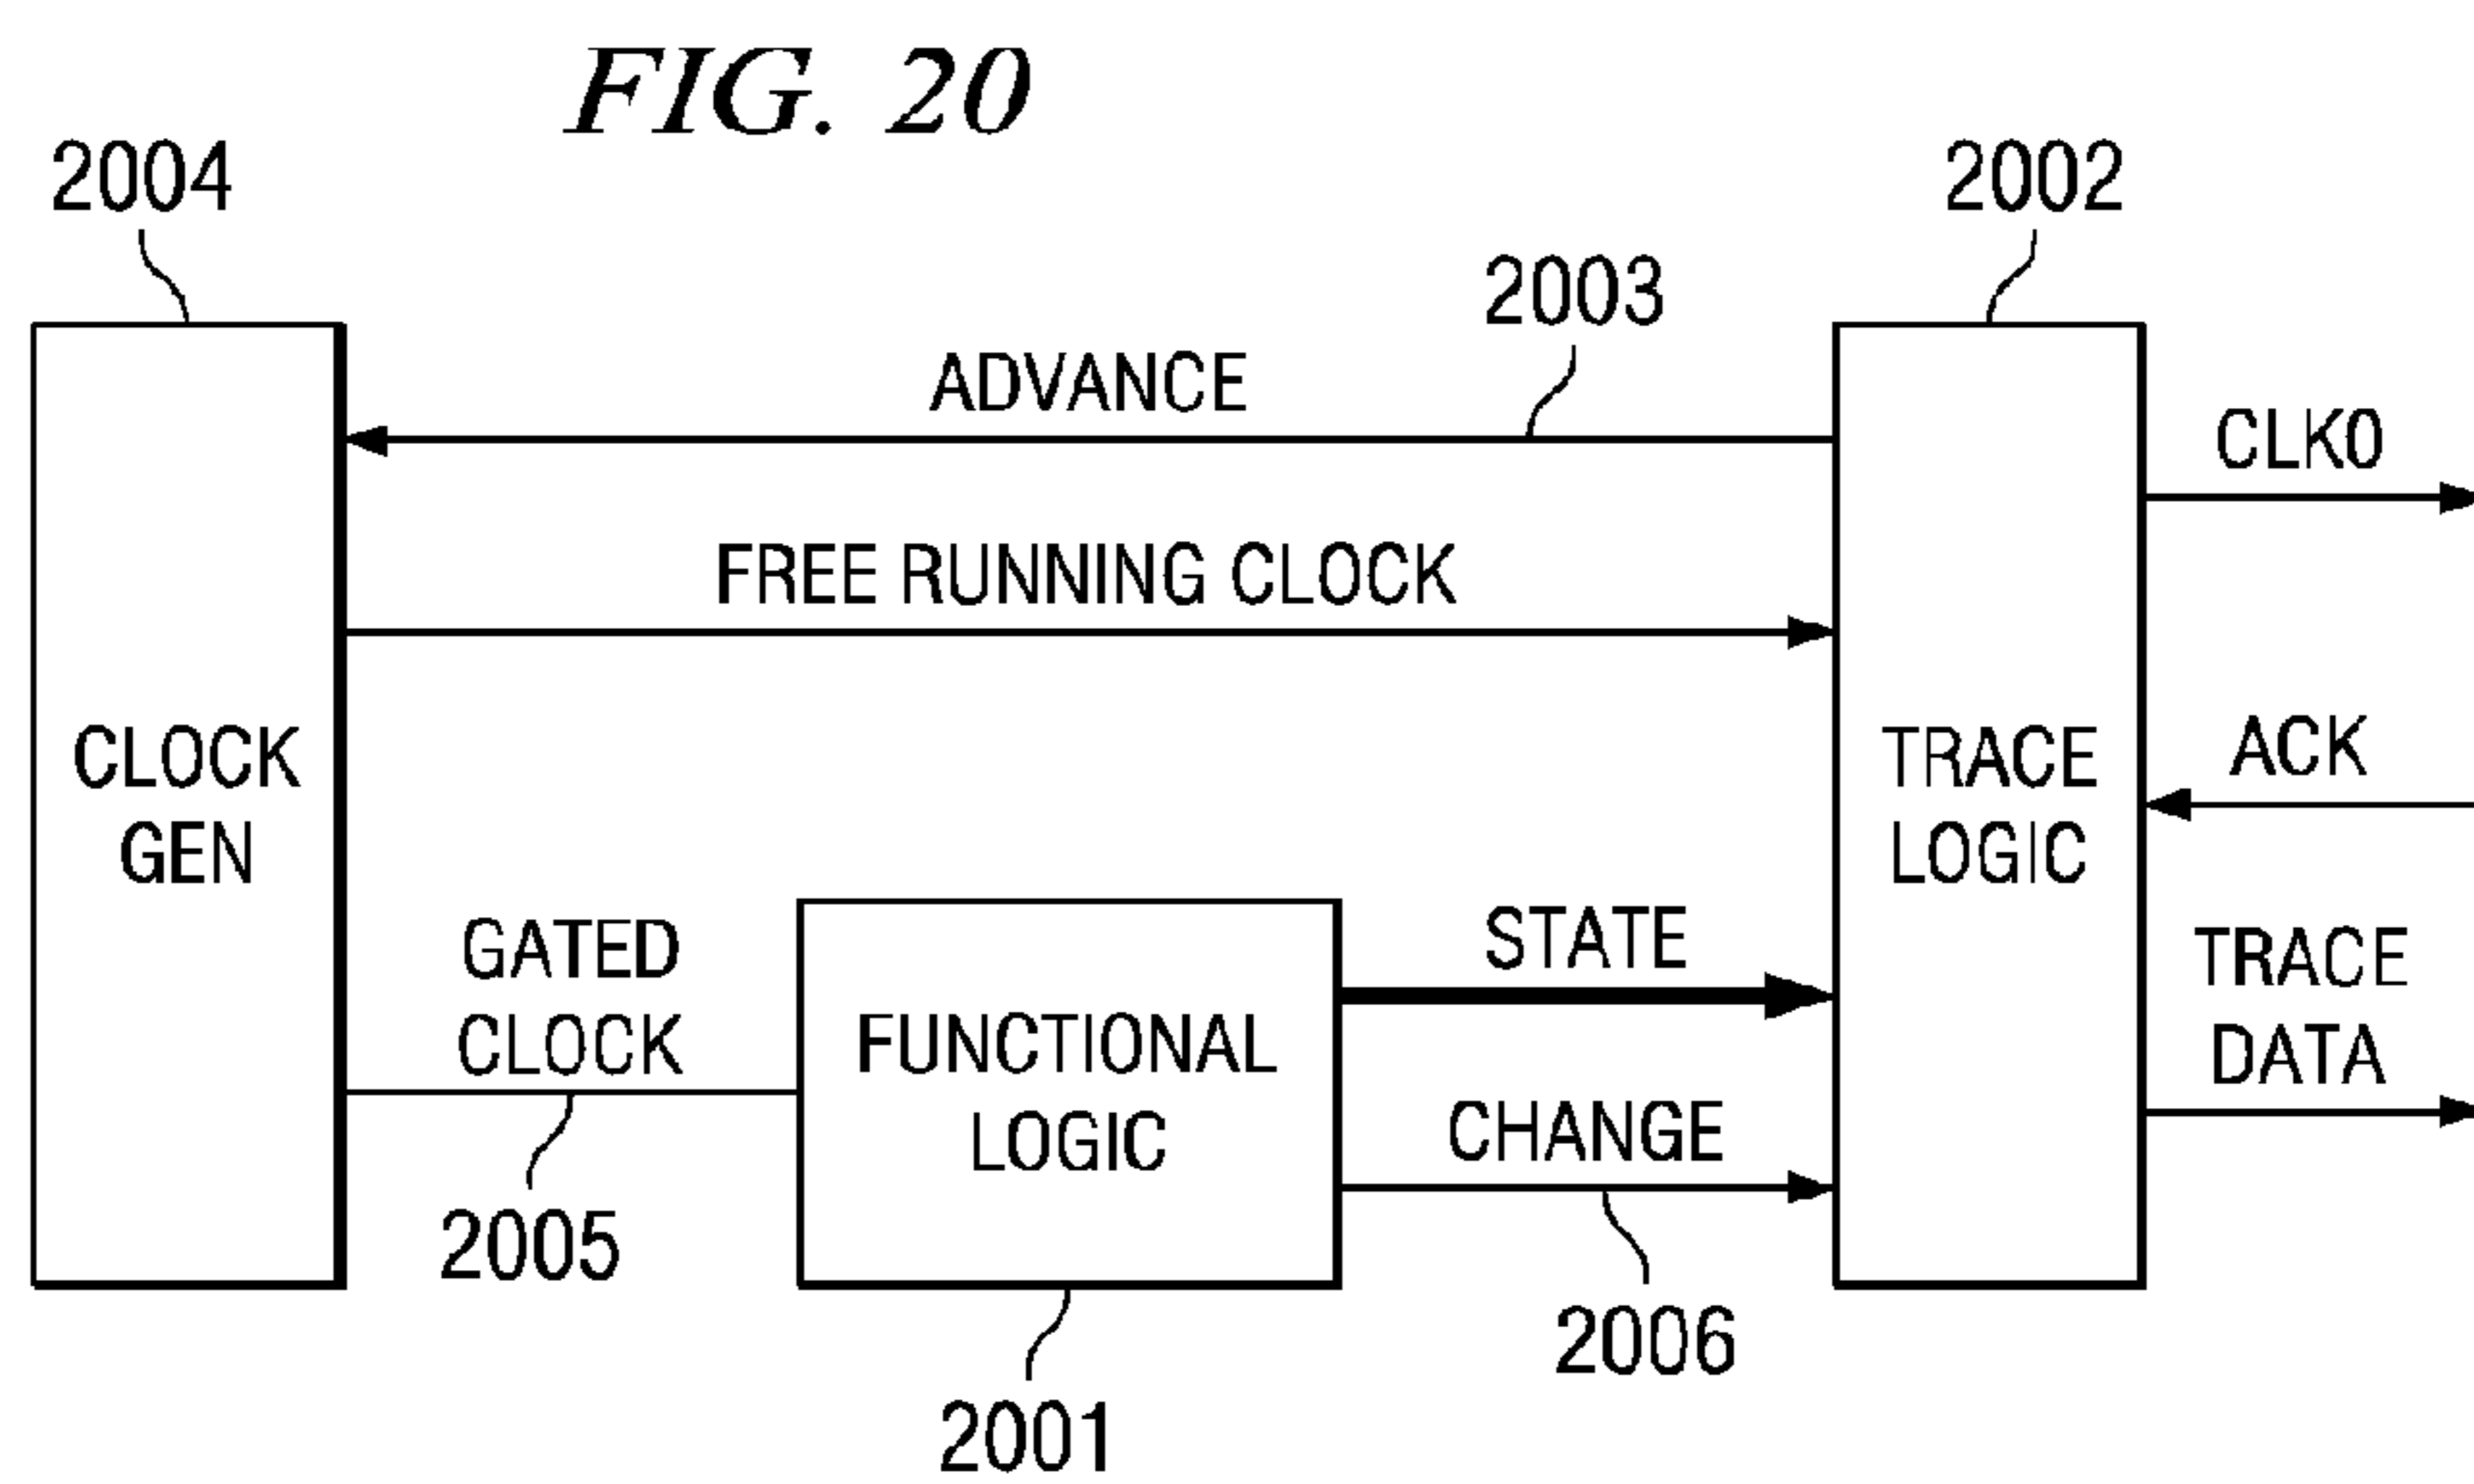 FIG. 20
2004
2002
2003
ADVANCE
CLK0
FREE RUNNING CLOCK
CLOCK
GEN
TRACE
LOGIC
ACK
GATED
CLOCK
STATE
TRACE
DATA
FUNCTIONAL
LOGIC
CHANGE
2005
2006
2001